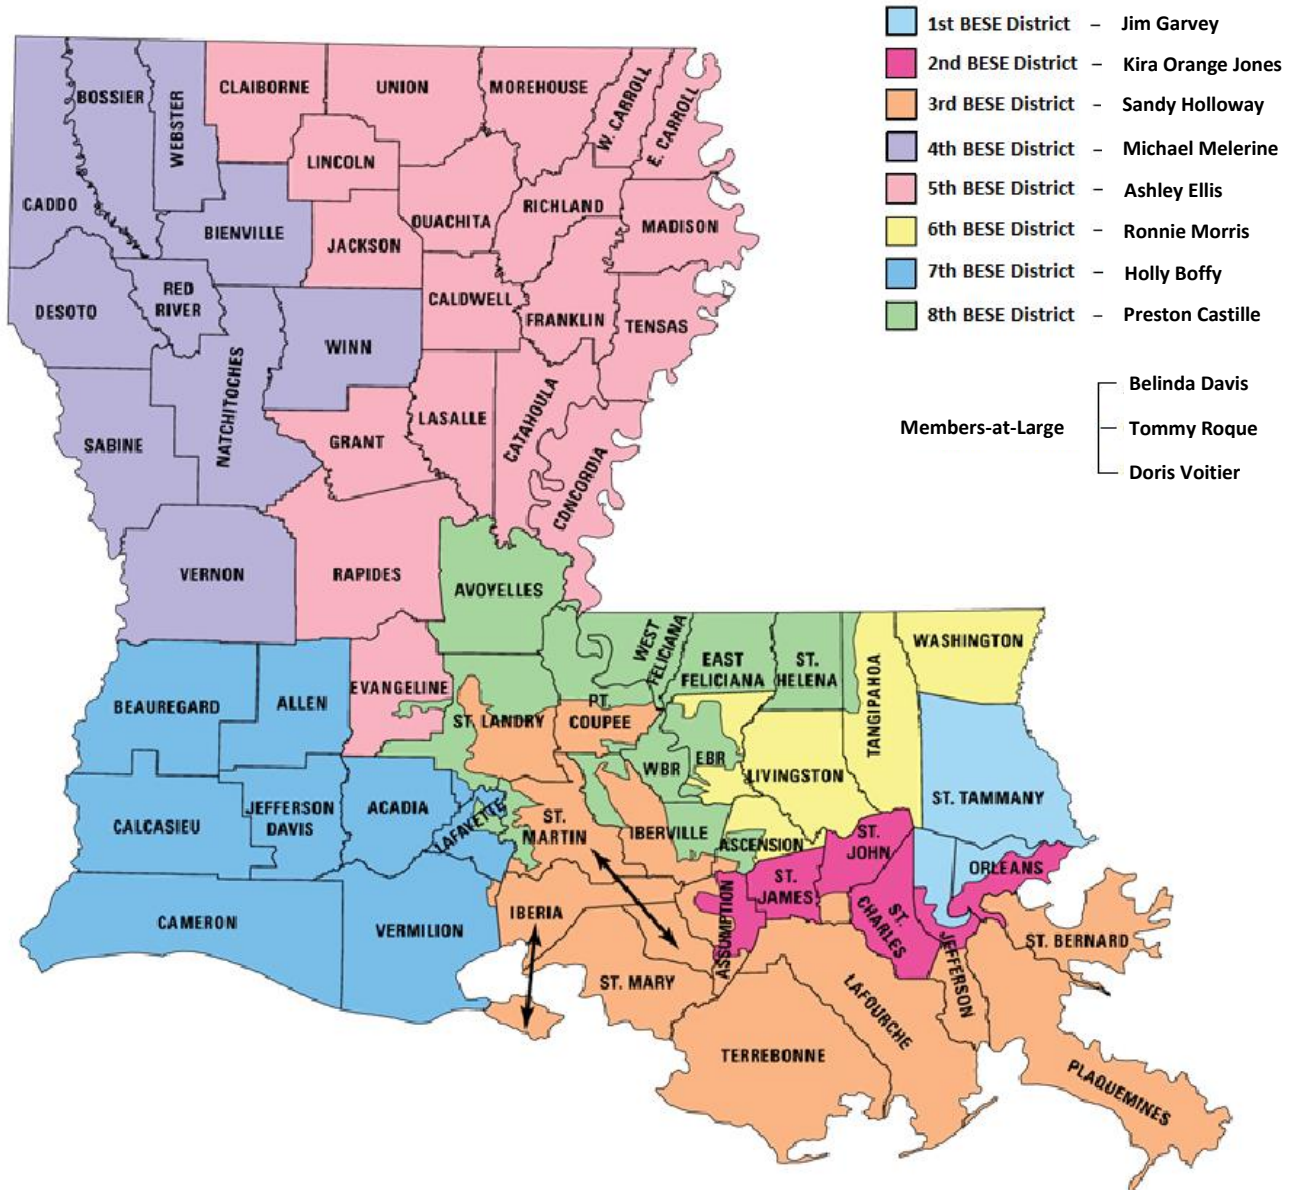 1st BESE District – Jim Garvey
2nd BESE District – Kira Orange Jones
3rd BESE District – Sandy Holloway
4th BESE District – Michael Melerine
5th BESE District – Ashley Ellis
6th BESE District – Ronnie Morris
7th BESE District – Holly Boffy
8th BESE District – Preston Castille
Members-at-Large
Belinda Davis
Tommy Roque
Doris Voitier
CADDO
BOSSIER
WEBSTER
CLAIBORNE
UNION
MOREHOUSE
W. CARROLL
E. CARROLL
LINCOLN
BIENVILLE
JACKSON
OUACHITA
RICHLAND
MADISON
DESOTO
RED
RIVER
NATCHITOCHES
WINN
CALDWELL
FRANKLIN
TENSAS
SABINE
GRANT
LASALLE
CATAHOULA
CONCORDIA
VERNON
RAPIDES
AVOYELLES
BEAUREGARD
ALLEN
EVANGELINE
ST. LANDRY
PT.
COUPEE
WEST
FELICIANA
EAST
FELICIANA
ST.
HELENA
TANGIPAHOA
WASHINGTON
CALCASIEU
JEFFERSON
DAVIS
ACADIA
LAFAYETTE
ST.
MARTIN
IBERVILLE
WBR
EBR
LIVINGSTON
ASCENSION
ST. TAMMANY
CAMERON
VERMILION
IBERIA
ST. MARY
ASSUMPTION
ST.
JAMES
ST.
JOHN
ST.
CHARLES
ORLEANS
JEFFERSON
ST. BERNARD
LAFOURCHE
TERREBONNE
PLAQUEMINES